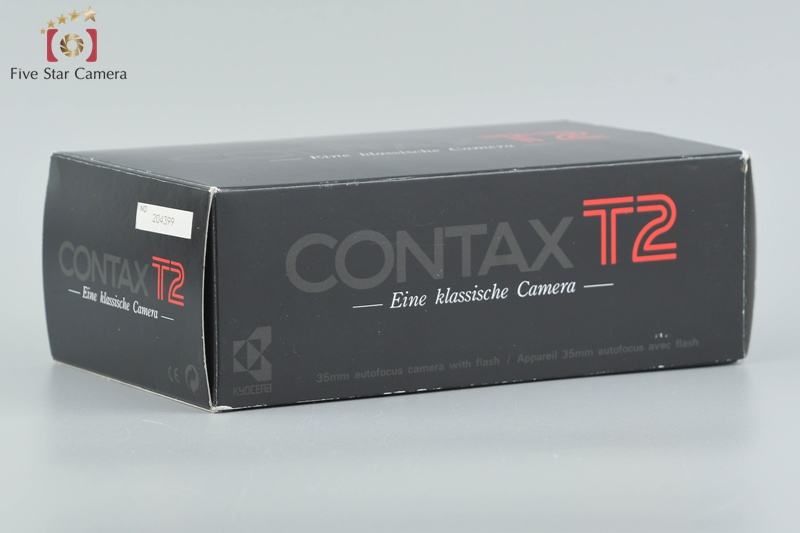 Five Star Camera
Eine klassische Camera
T2
NO. 204399
CONTAX T2
Eine klassische Camera
CE
CONTAX T2
Eine klassische Camera
KYOCERA
35mm autofocus camera with flash / Appareil 35mm autofocus avec flash